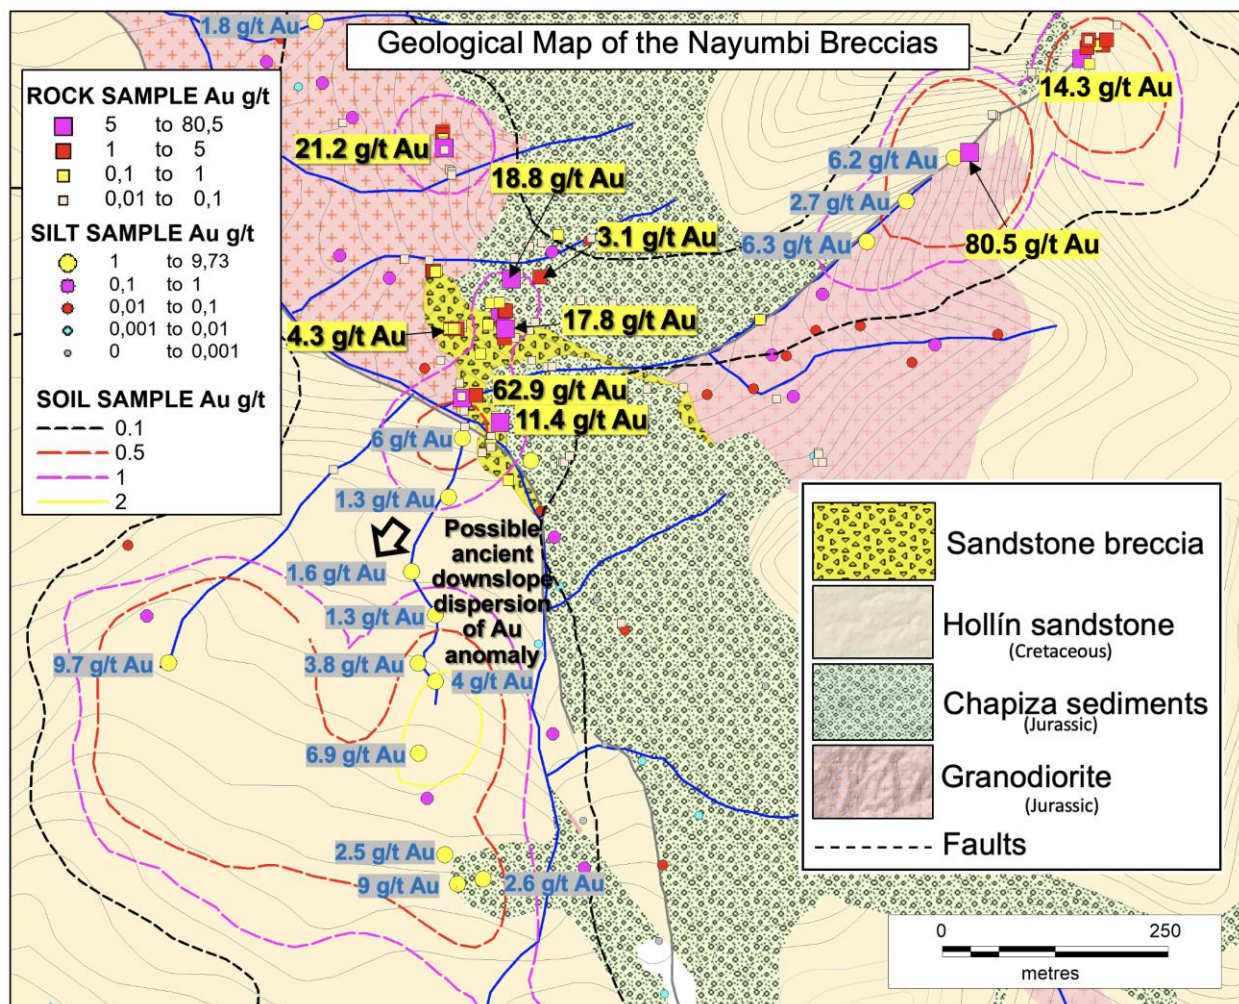 Geological Map of the Nayumbi Breccias
ROCK SAMPLE Au g/t
5 to 80,5
1 to 5
0,1 to 1
0,01 to 0,1
SILT SAMPLE Au g/t
1 to 9,73
0,1 to 1
0,01 to 0,1
0,001 to 0,01
0 to 0,001
SOIL SAMPLE Au g/t
0.1
0.5
1
2
1.8 g/t Au
14.3 g/t Au
21.2 g/t Au
6.2 g/t Au
18.8 g/t Au
2.7 g/t Au
3.1 g/t Au
6.3 g/t Au
80.5 g/t Au
4.3 g/t Au
17.8 g/t Au
62.9 g/t Au
11.4 g/t Au
6 g/t Au
1.3 g/t Au
Possible
ancient
downslope
dispersion
of Au
anomaly
1.6 g/t Au
1.3 g/t Au
9.7 g/t Au
3.8 g/t Au
4 g/t Au
6.9 g/t Au
2.5 g/t Au
9 g/t Au
2.6 g/t Au
Sandstone breccia
Hollín sandstone
(Cretaceous)
Chapiza sediments
(Jurassic)
Granodiorite
(Jurassic)
Faults
0 250
metres